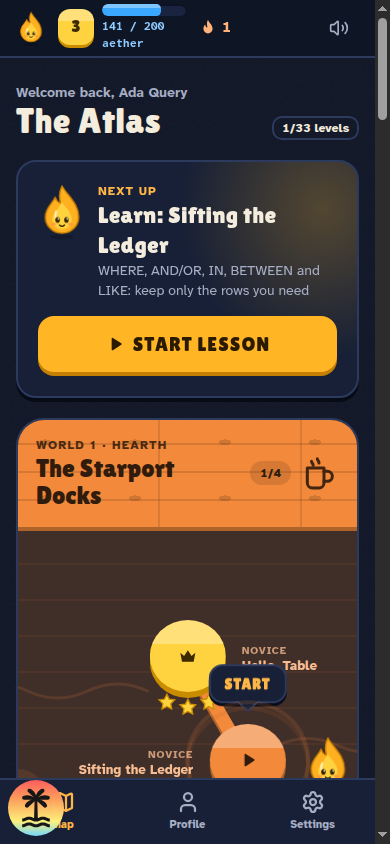 3
141 / 200
aether
1
Welcome back, Ada Query
The Atlas
1/33 levels
NEXT UP
Learn: Sifting the
Ledger
WHERE, AND/OR, IN, BETWEEN and
LIKE: keep only the rows you need
START LESSON
WORLD 1 · HEARTH
The Starport
Docks
1/4
NOVICE
Table
START
NOVICE
Sifting the Ledger
Profile
Settings